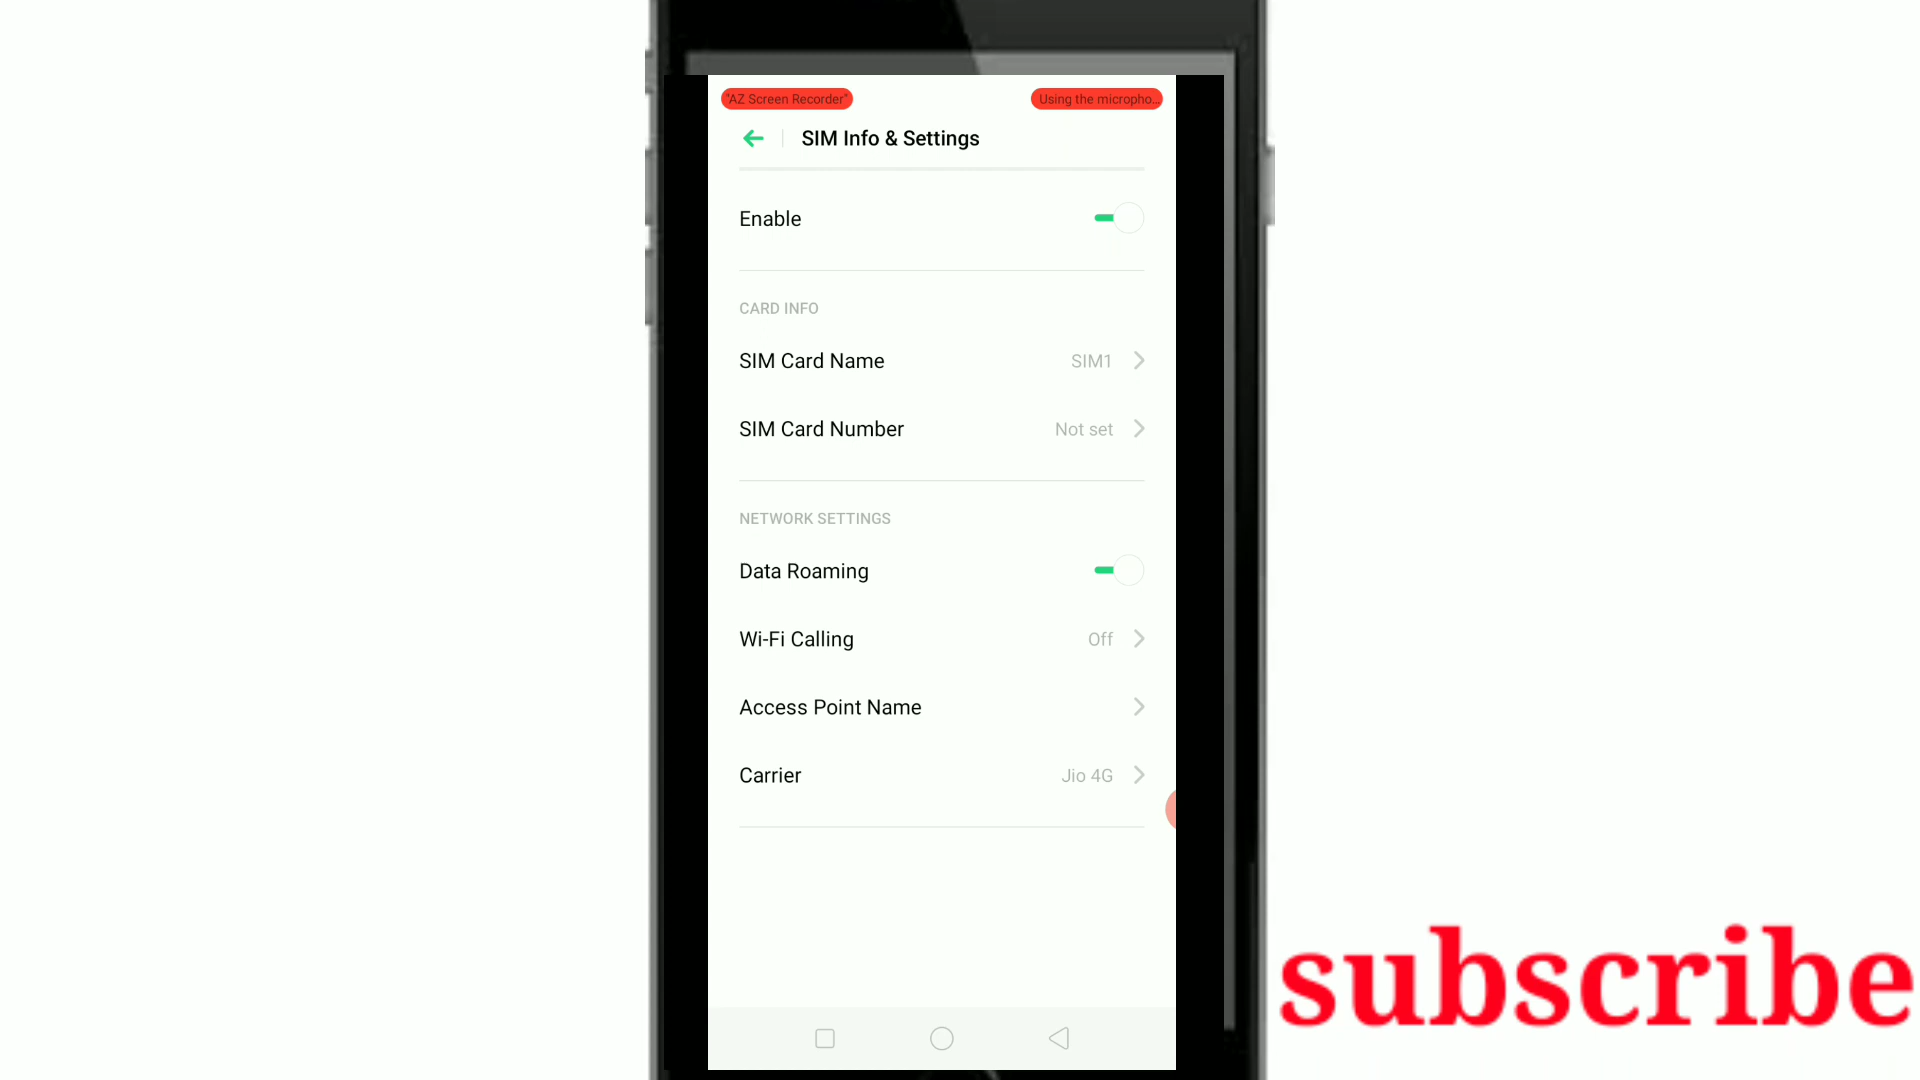 "AZ Screen Recorder"
Using the micropho...
SIM Info & Settings
Enable
CARD INFO
SIM Card Name SIM1
SIM Card Number Not set
NETWORK SETTINGS
Data Roaming
Wi-Fi Calling Off
Access Point Name
Carrier Jio 4G
subscribe